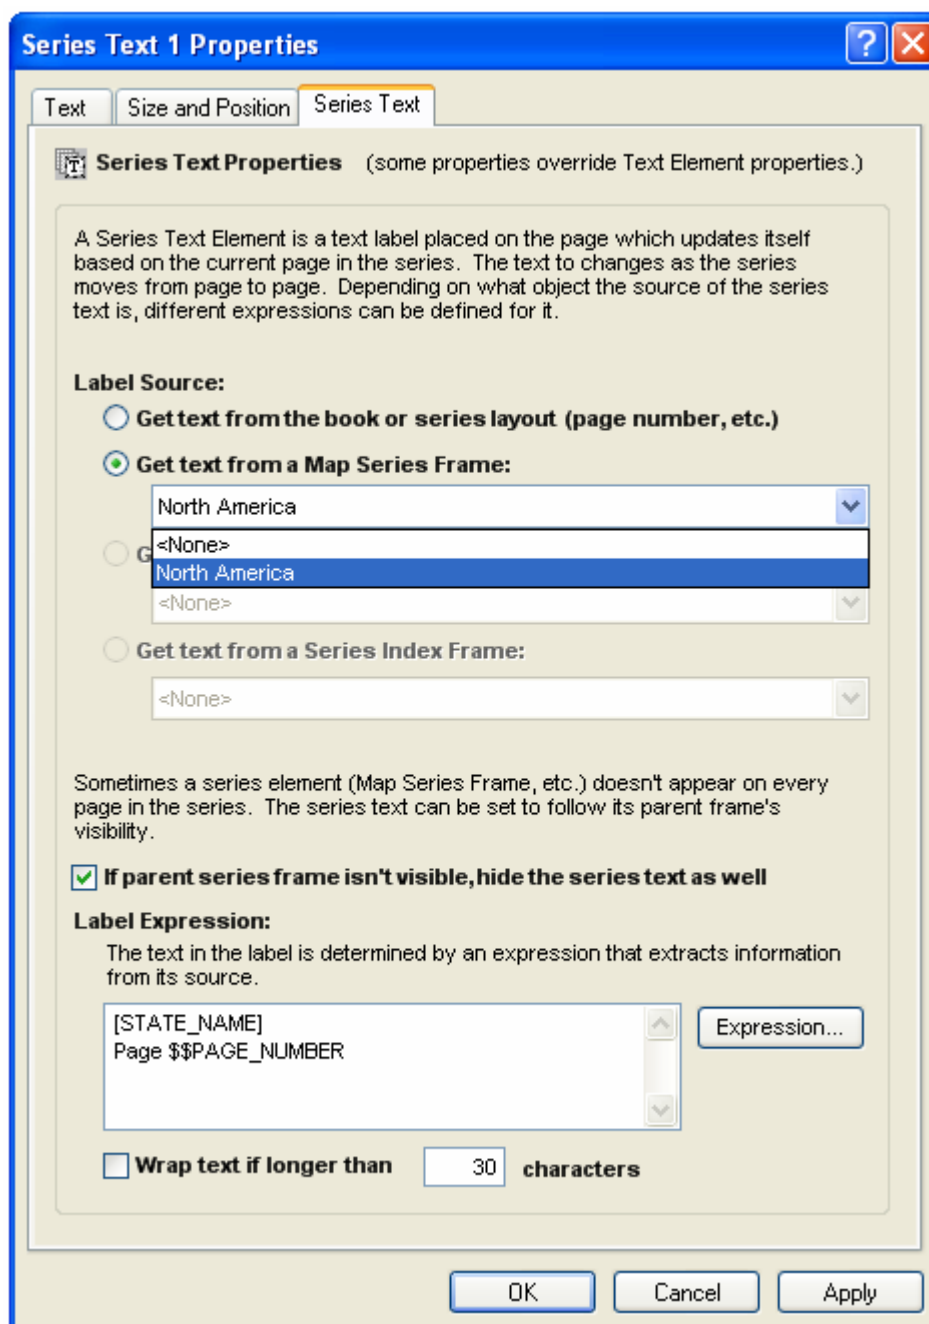 Series Text 1 Properties
Text
Size and Position
Series Text
Series Text Properties (some properties override Text Element properties.)
A Series Text Element is a text label placed on the page which updates itself
based on the current page in the series. The text to changes as the series
moves from page to page. Depending on what object the source of the series
text is, different expressions can be defined for it.
Label Source:
Get text from the book or series layout (page number, etc.)
Get text from a Map Series Frame:
North America
<None>
North America
<None>
Get text from a Series Index Frame:
<None>
Sometimes a series element (Map Series Frame, etc.) doesn't appear on every
page in the series. The series text can be set to follow its parent frame's
visibility.
If parent series frame isn't visible, hide the series text as well
Label Expression:
The text in the label is determined by an expression that extracts information
from its source.
[STATE_NAME]
Page $$PAGE_NUMBER
Expression...
Wrap text if longer than 30 characters
OK
Cancel
Apply